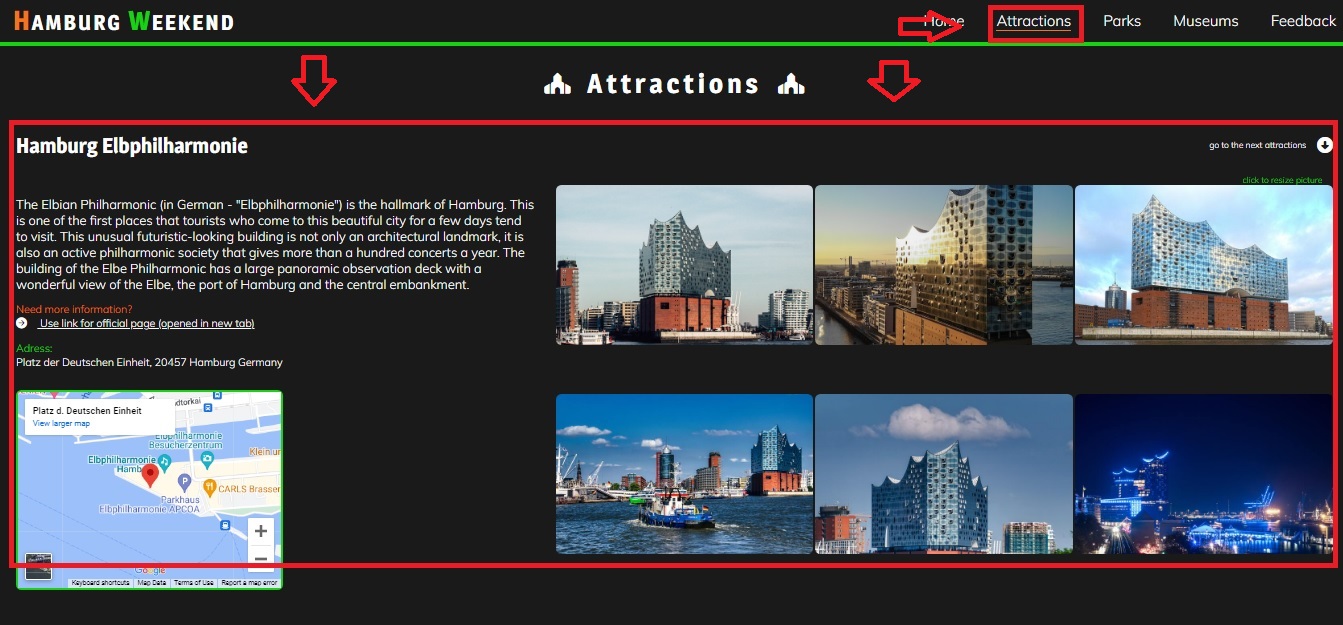 HAMBURG WEEKEND
Home
Attractions
Parks
Museums
Feedback
Attractions
Hamburg Elbphilharmonie
go to the next attractions
click to resize picture
The Elbian Philharmonic (in German - "Elbphilharmonie") is the hallmark of Hamburg. This
is one of the first places that tourists who come to this beautiful city for a few days tend
to visit. This unusual futuristic-looking building is not only an architectural landmark, it is
also an active philharmonic society that gives more than a hundred concerts a year. The
building of the Elbe Philharmonic has a large panoramic observation deck with a
wonderful view of the Elbe, the port of Hamburg and the central embankment.
Need more information?
Use link for official page (opened in new tab)
Adress:
Platz der Deutschen Einheit, 20457 Hamburg Germany
Platz d. Deutschen Einheit
View larger map
Elbphilharmonie
Besucherzentrum
Elbphilharmonie
Hamb
P
CARLS Brasser
Parkhaus
Elbphilharmonie APCOA
+
−
Google
Keyboard shortcuts
Map Data
Terms of Use
Report a map error